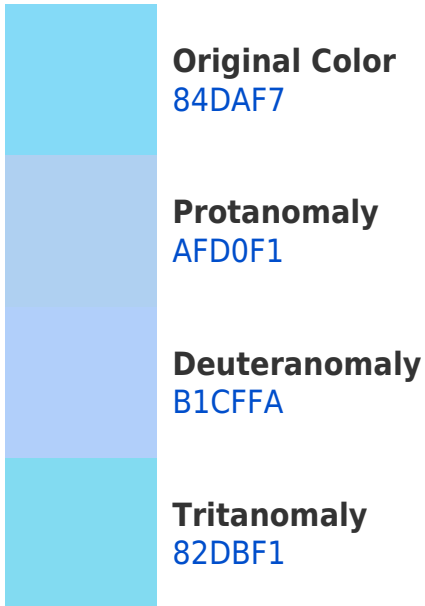 Original Color
84DAF7
Protanomaly
AFD0F1
Deuteranomaly
B1CFFA
Tritanomaly
82DBF1